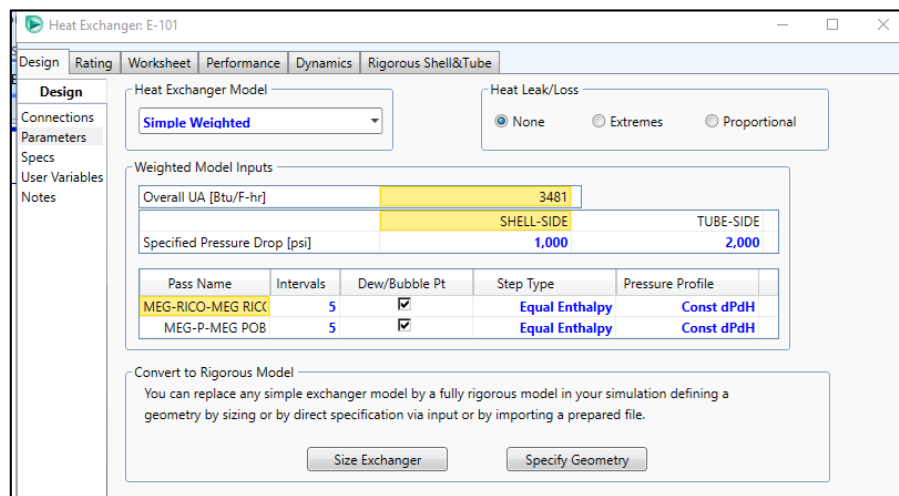 Heat Exchanger: E-101
Design Rating Worksheet Performance Dynamics Rigorous Shell&Tube
Design
Connections
Parameters
Specs
User Variables
Notes
Heat Exchanger Model
Simple Weighted
Heat Leak/Loss
None Extremes Proportional
Weighted Model Inputs
Overall UA [Btu/F-hr] 3481
SHELL-SIDE TUBE-SIDE
Specified Pressure Drop [psi] 1,000 2,000
Pass Name Intervals Dew/Bubble Pt Step Type Pressure Profile
MEG-RICO-MEG RICO 5 Equal Enthalpy Const dPdH
MEG-P-MEG POB 5 Equal Enthalpy Const dPdH
Convert to Rigorous Model
You can replace any simple exchanger model by a fully rigorous model in your simulation defining a
geometry by sizing or by direct specification via input or by importing a prepared file.
Size Exchanger Specify Geometry